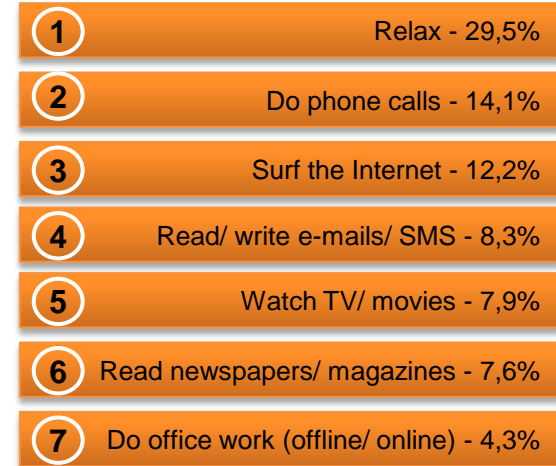 1 Relax - 29,5%
2 Do phone calls - 14,1%
3 Surf the Internet - 12,2%
4 Read/ write e-mails/ SMS - 8,3%
5 Watch TV/ movies - 7,9%
6 Read newspapers/ magazines - 7,6%
7 Do office work (offline/ online) - 4,3%